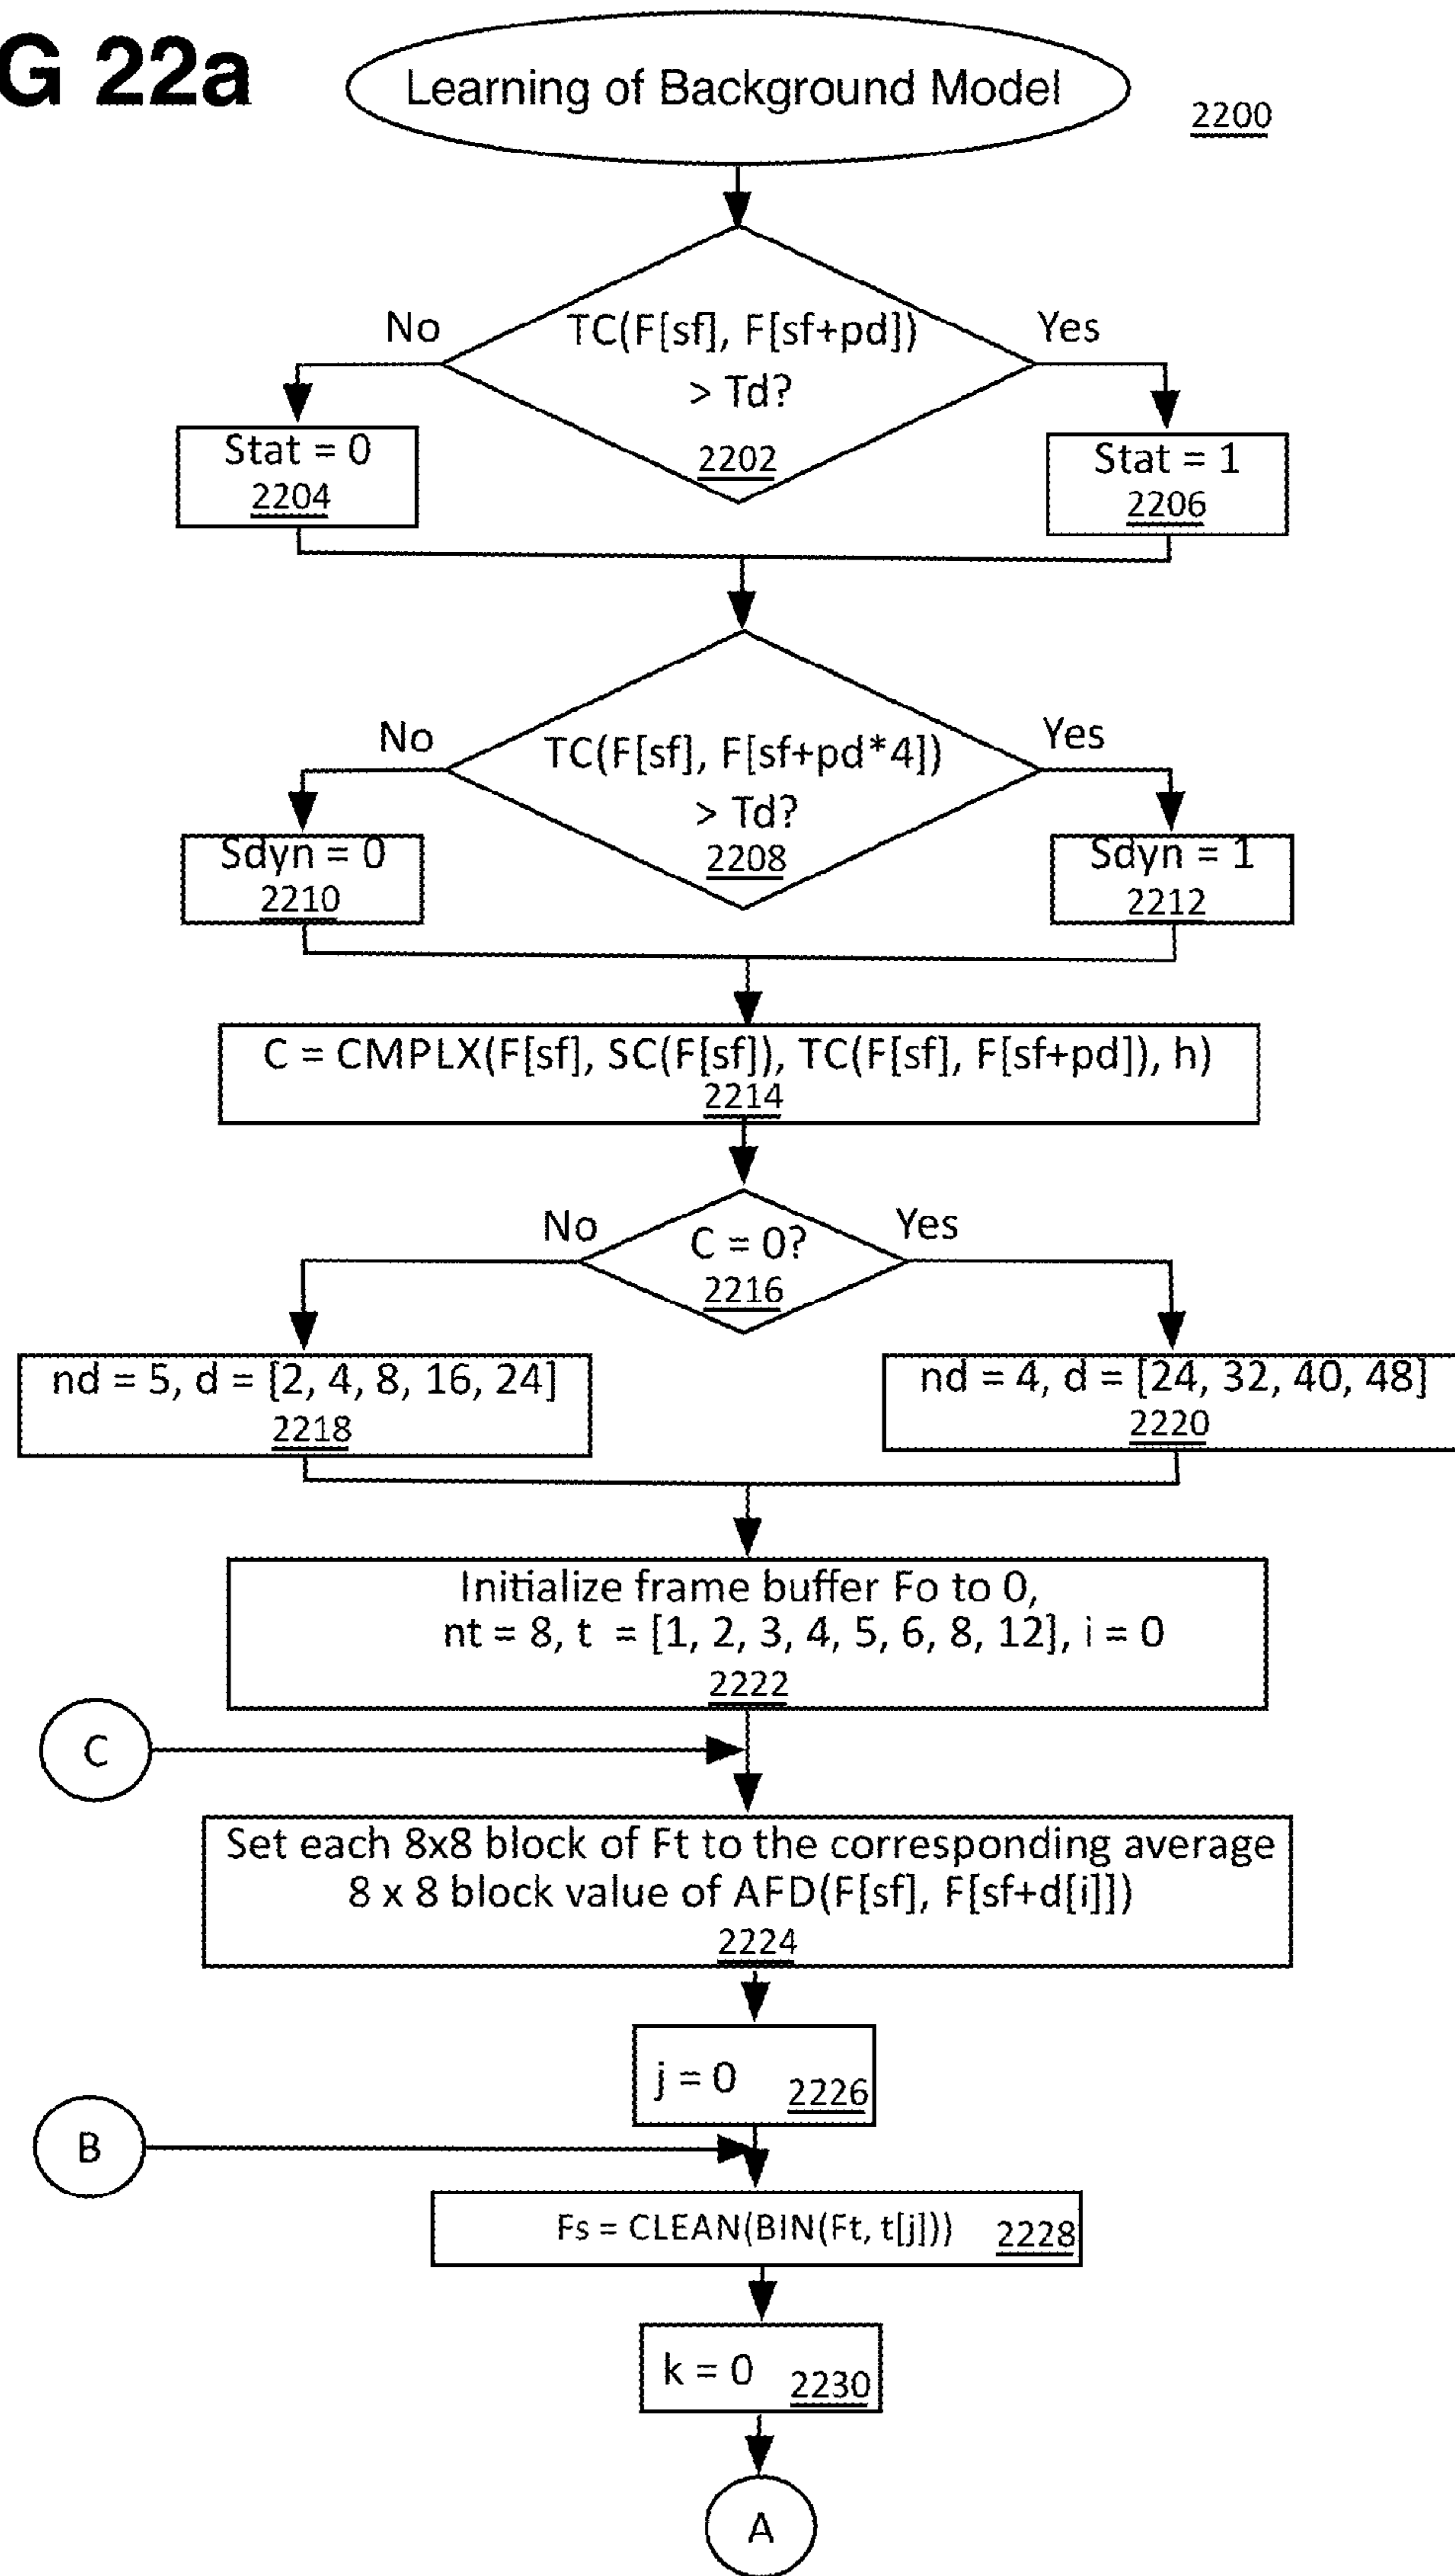 G 22a
Learning of Background Model
2200
No
TC(F[sf], F[sf+pd])
> Td?
2202
Yes
Stat = 0
2204
Stat = 1
2206
No
TC(F[sf], F[sf+pd*4])
> Td?
2208
Yes
Sdyn = 0
2210
Sdyn = 1
2212
C = CMPLX(F[sf], SC(F[sf]), TC(F[sf], F[sf+pd]), h)
2214
No
C = 0?
2216
Yes
nd = 5, d = [2, 4, 8, 16, 24]
2218
nd = 4, d = [24, 32, 40, 48]
2220
Initialize frame buffer Fo to 0,
nt = 8, t = [1, 2, 3, 4, 5, 6, 8, 12], i = 0
2222
C
Set each 8x8 block of Ft to the corresponding average
8 x 8 block value of AFD(F[sf], F[sf+d[i]])
2224
j = 0
2226
B
Fs = CLEAN(BIN(Ft, t[j]))
2228
k = 0
2230
A